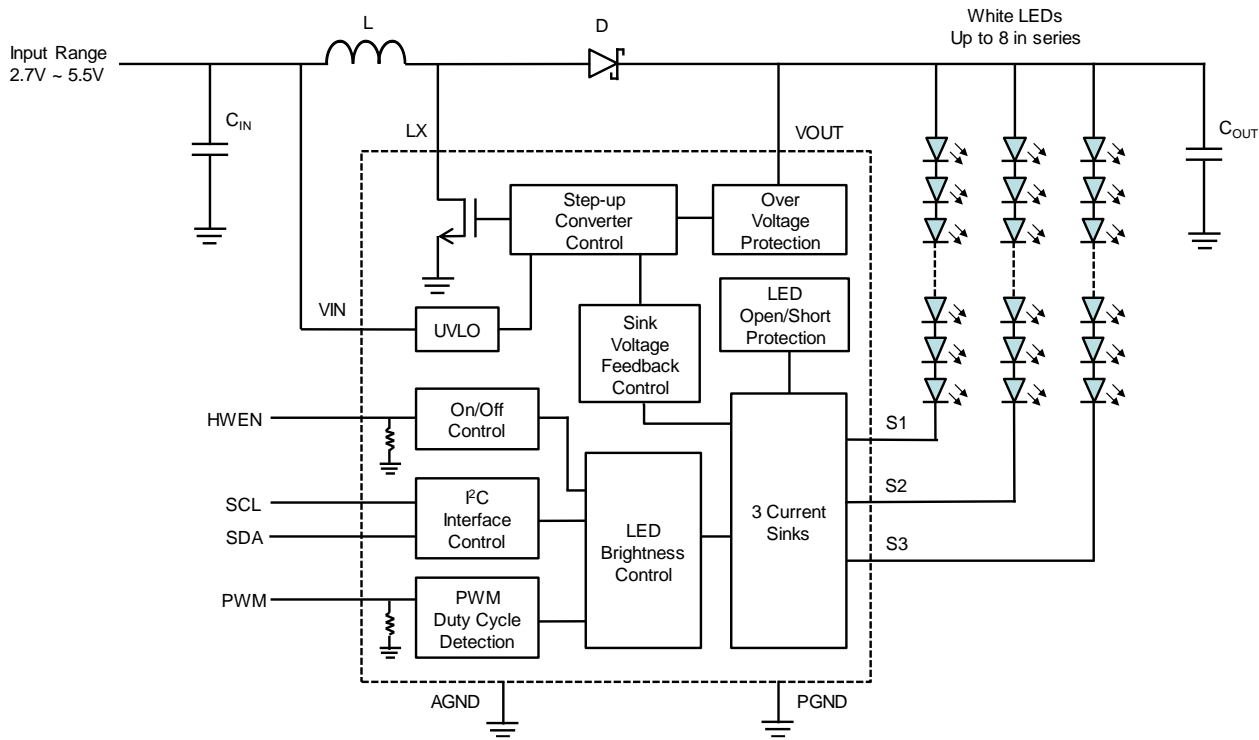 White LEDs
Up to 8 in series
L
D
Input Range
2.7V ~ 5.5V
CIN
LX
VOUT
COUT
Step-up
Converter
Control
Over
Voltage
Protection
VIN
UVLO
Sink
Voltage
Feedback
Control
LED
Open/Short
Protection
HWEN
On/Off
Control
S1
SCL
SDA
I²C
Interface
Control
LED
Brightness
Control
3 Current
Sinks
S2
S3
PWM
PWM
Duty Cycle
Detection
AGND
PGND